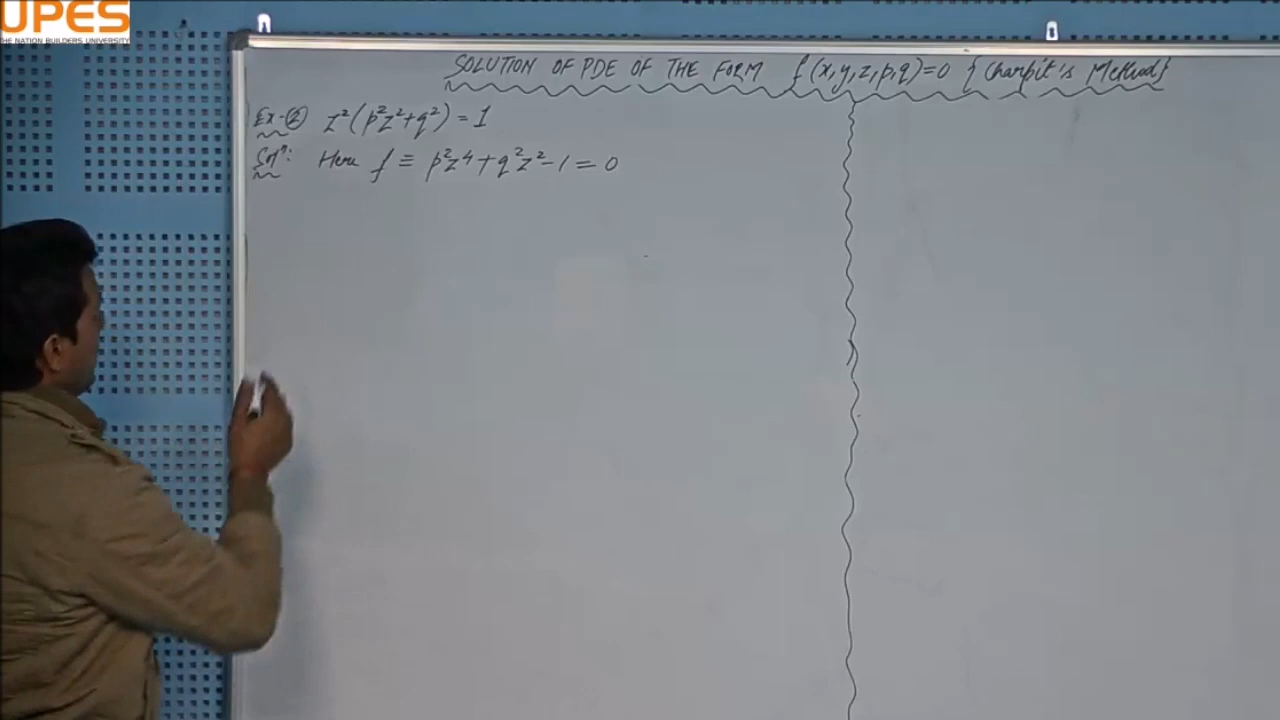 UPES
THE NATION BUILDERS UNIVERSITY
SOLUTION OF PDE OF THE FORM f(x,y,z,p,q)=0 {Charpit's Method}
Ex-② z²(p²z²+q²)=1
Solⁿ: Here f ≡ p²z⁴+q²z²-1=0